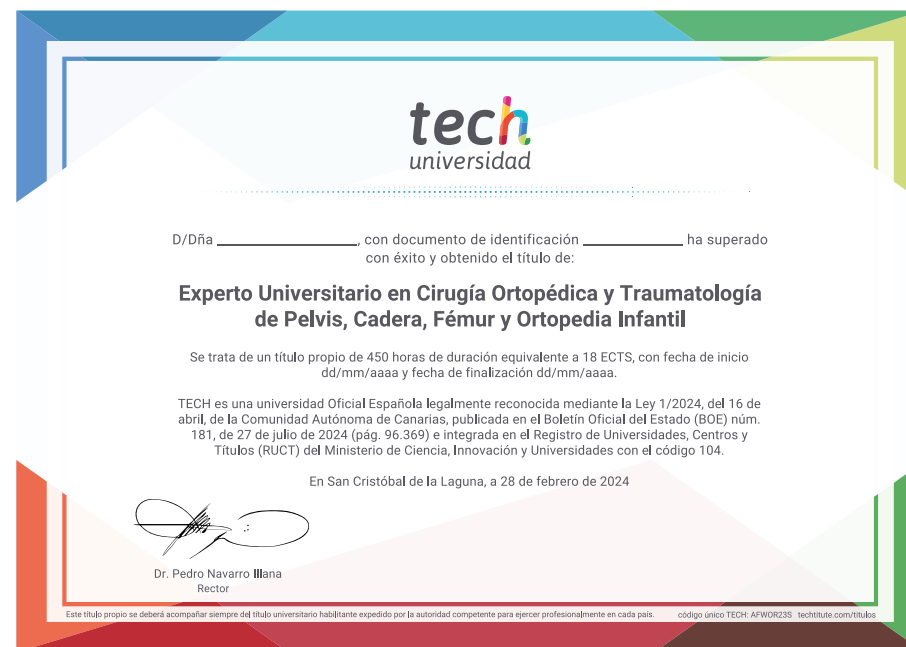 tech
universidad
D/Dña ____________, con documento de identificación ____________ ha superado
con éxito y obtenido el título de:
Experto Universitario en Cirugía Ortopédica y Traumatología
de Pelvis, Cadera, Fémur y Ortopedia Infantil
Se trata de un título propio de 450 horas de duración equivalente a 18 ECTS, con fecha de inicio
dd/mm/aaaa y fecha de finalización dd/mm/aaaa.
TECH es una universidad Oficial Española legalmente reconocida mediante la Ley 1/2024, del 16 de
abril, de la Comunidad Autónoma de Canarias, publicada en el Boletín Oficial del Estado (BOE) núm.
181, de 27 de julio de 2024 (pág. 96.369) e integrada en el Registro de Universidades, Centros y
Títulos (RUCT) del Ministerio de Ciencia, Innovación y Universidades con el código 104.
En San Cristóbal de la Laguna, a 28 de febrero de 2024
Dr. Pedro Navarro Illana
Rector
Este título propio se deberá acompañar siempre del título universitario habilitante expedido por la autoridad competente para ejercer profesionalmente en cada país. código único TECH: AFWOR23S techtitute.com/titulos